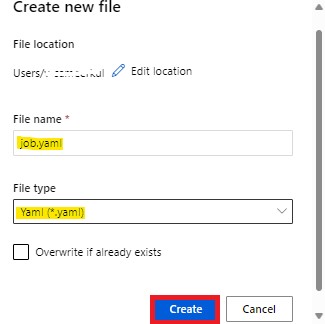 Create new file
File location
Users/
Edit location
File name *
job.yaml
File type
Yaml (*.yaml)
Overwrite if already exists
Create
Cancel